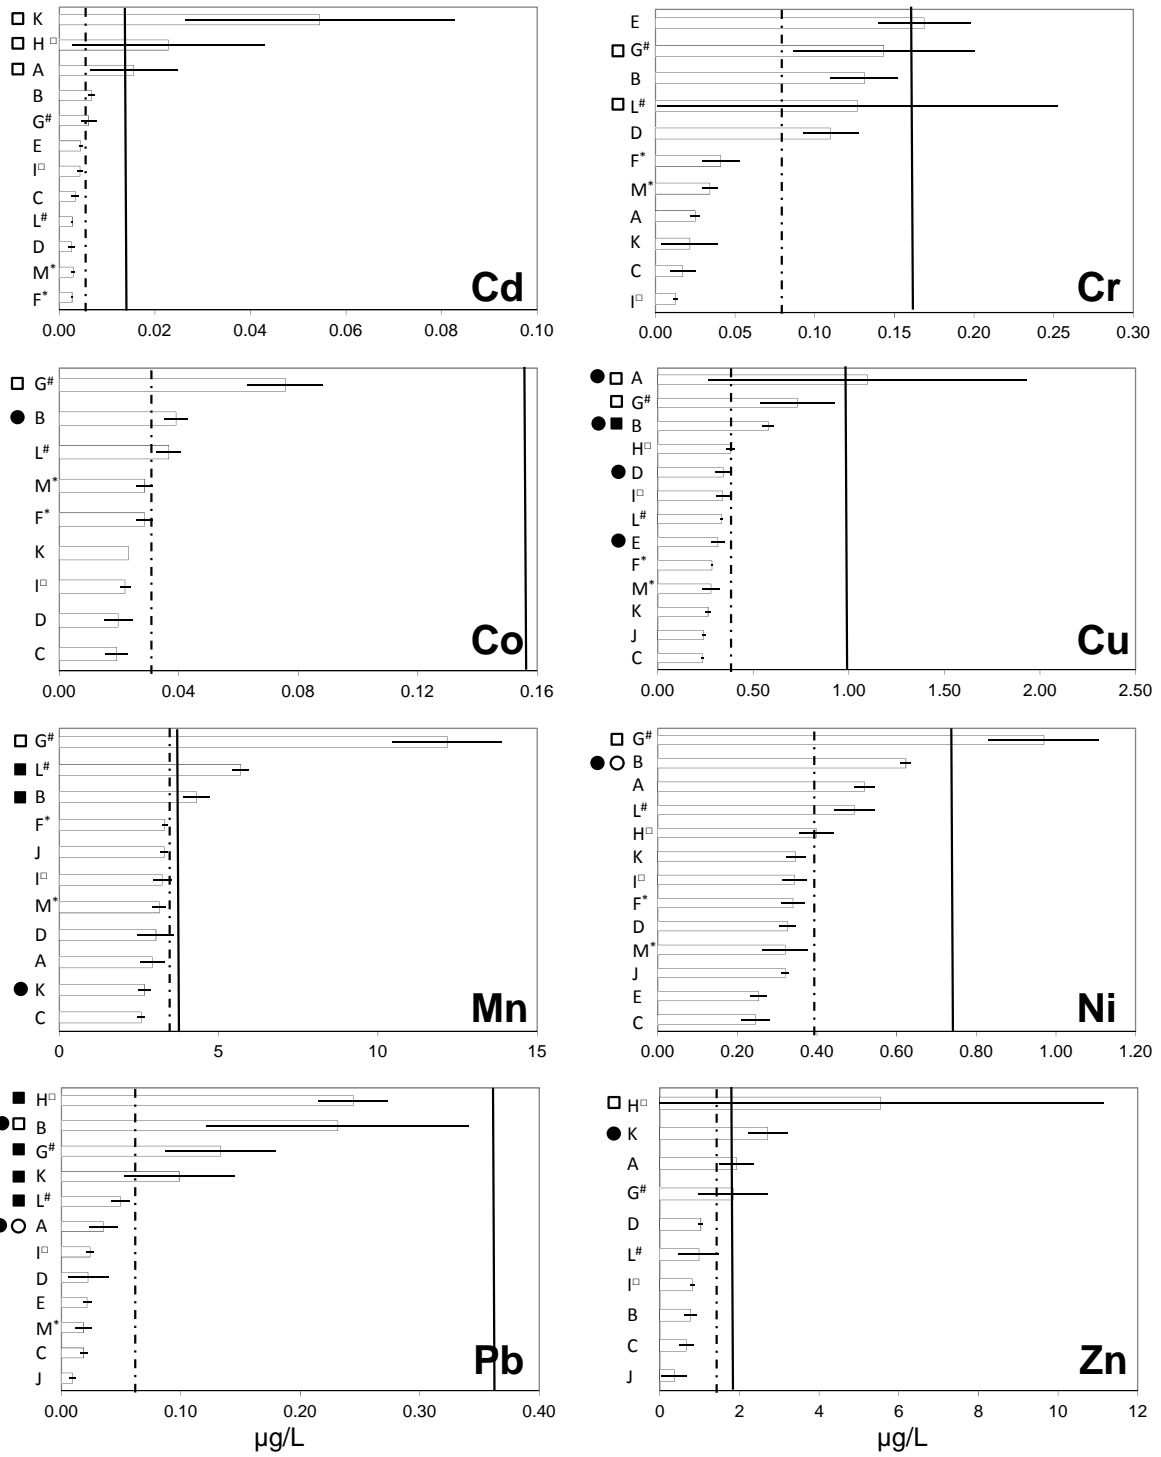 K
H □
A
B
G#
E
I□
C
L#
D
M*
F*
Cd
0.00 0.02 0.04 0.06 0.08 0.10
E
G#
B
L#
D
F*
M*
A
K
C
I□
Cr
0.00 0.05 0.10 0.15 0.20 0.25 0.30
G#
B
L#
M*
F*
K
I□
D
C
Co
0.00 0.04 0.08 0.12 0.16
A
G#
B
H□
D
I□
L#
E
F*
M*
K
J
C
Cu
0.00 0.50 1.00 1.50 2.00 2.50
G#
L#
B
F*
J
I□
M*
D
A
K
C
Mn
0 5 10 15
G#
B
A
L#
H□
K
I□
F*
D
M*
J
E
C
Ni
0.00 0.20 0.40 0.60 0.80 1.00 1.20
H□
B
G#
K
L#
A
I□
D
E
M*
C
J
Pb
0.00 0.10 0.20 0.30 0.40
µg/L
H□
K
A
G#
D
L#
I□
B
C
J
Zn
0 2 4 6 8 10 12
µg/L